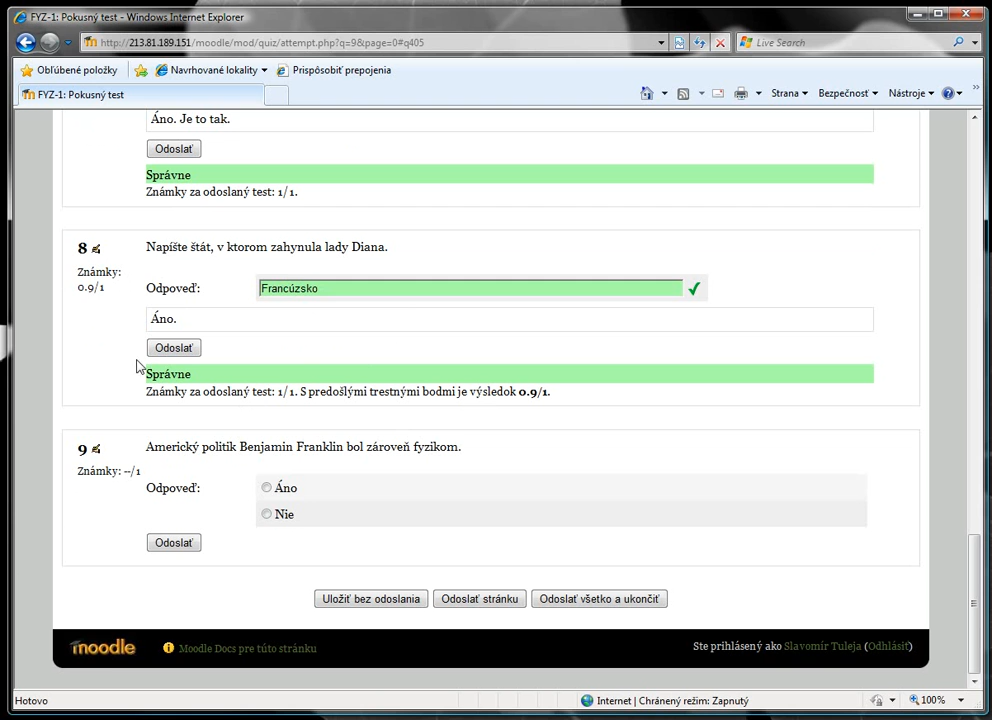 FYZ-1: Pokusný test - Windows Internet Explorer
http://213.81.189.151/moodle/mod/quiz/attempt.php?q=9&page=0#q405
Live Search
Obľúbené položky
Navrhované lokality
Prispôsobiť prepojenia
FYZ-1: Pokusný test
Strana
Bezpečnosť
Nástroje
Áno. Je to tak.
Odoslať
Správne
Známky za odoslaný test: 1/1.
8
Napíšte štát, v ktorom zahynula lady Diana.
Známky:
0.9/1
Odpoveď:
Francúzsko
Áno.
Odoslať
Správne
Známky za odoslaný test: 1/1. S predošlými trestnými bodmi je výsledok 0.9/1.
9
Americký politik Benjamin Franklin bol zároveň fyzikom.
Známky: --/1
Odpoveď:
Áno
Nie
Odoslať
Uložiť bez odoslania
Odoslať stránku
Odoslať všetko a ukončiť
moodle
Moodle Docs pre túto stránku
Ste prihlásený ako Slavomír Tuleja (Odhlásiť)
Hotovo
Internet | Chránený režim: Zapnutý
100%